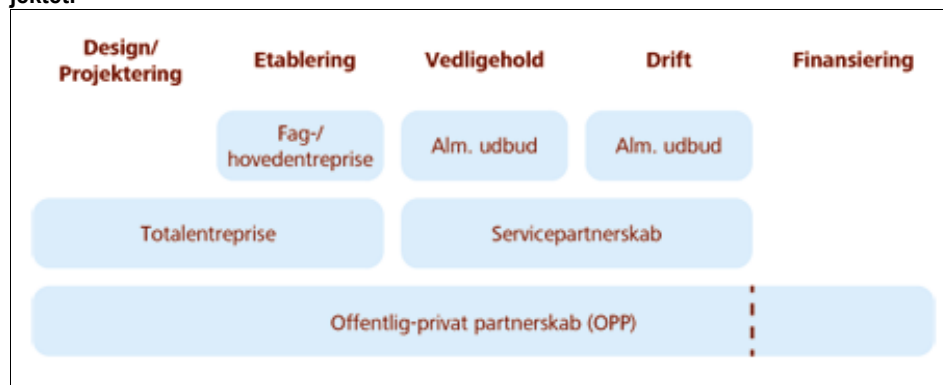 Design/
Projektering
Etablering
Vedligehold
Drift
Finansiering
Fag-/
hovedentreprise
Alm. udbud
Alm. udbud
Totalentreprise
Servicepartnerskab
Offentlig-privat partnerskab (OPP)